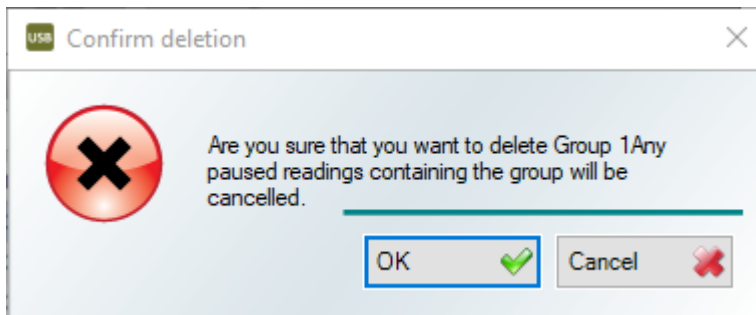 USB Confirm deletion
Are you sure that you want to delete Group 1Any
paused readings containing the group will be
cancelled.
OK
Cancel